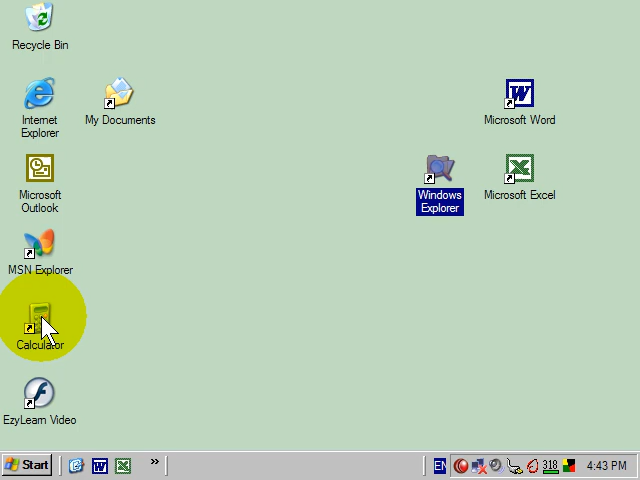 Recycle Bin
Internet
Explorer
My Documents
Microsoft Word
Microsoft
Outlook
Windows
Explorer
Microsoft Excel
MSN Explorer
Calculator
EzyLearn Video
Start
»
EN
318
4:43 PM